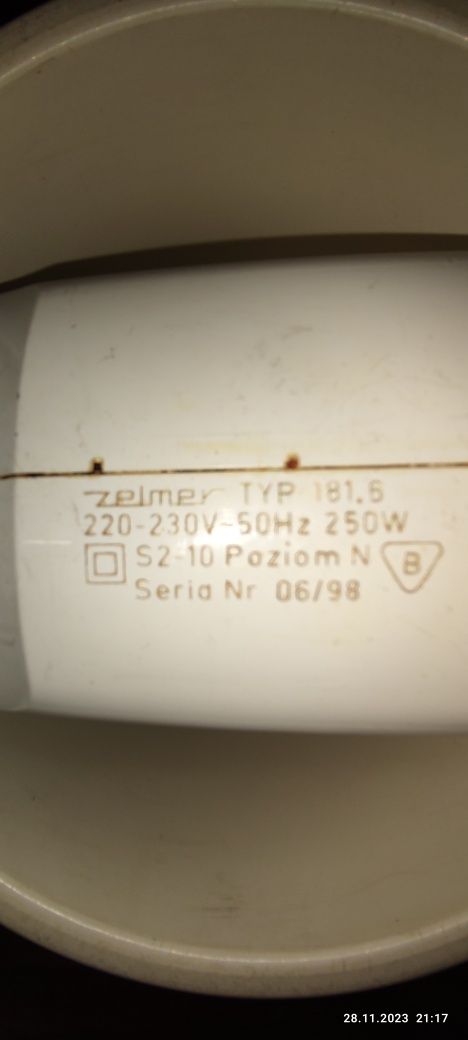 zelmer TYP 181.6
220-230V~50Hz 250W
S2-10 Poziom N B
Seria Nr 06/98
28.11.2023 21:17